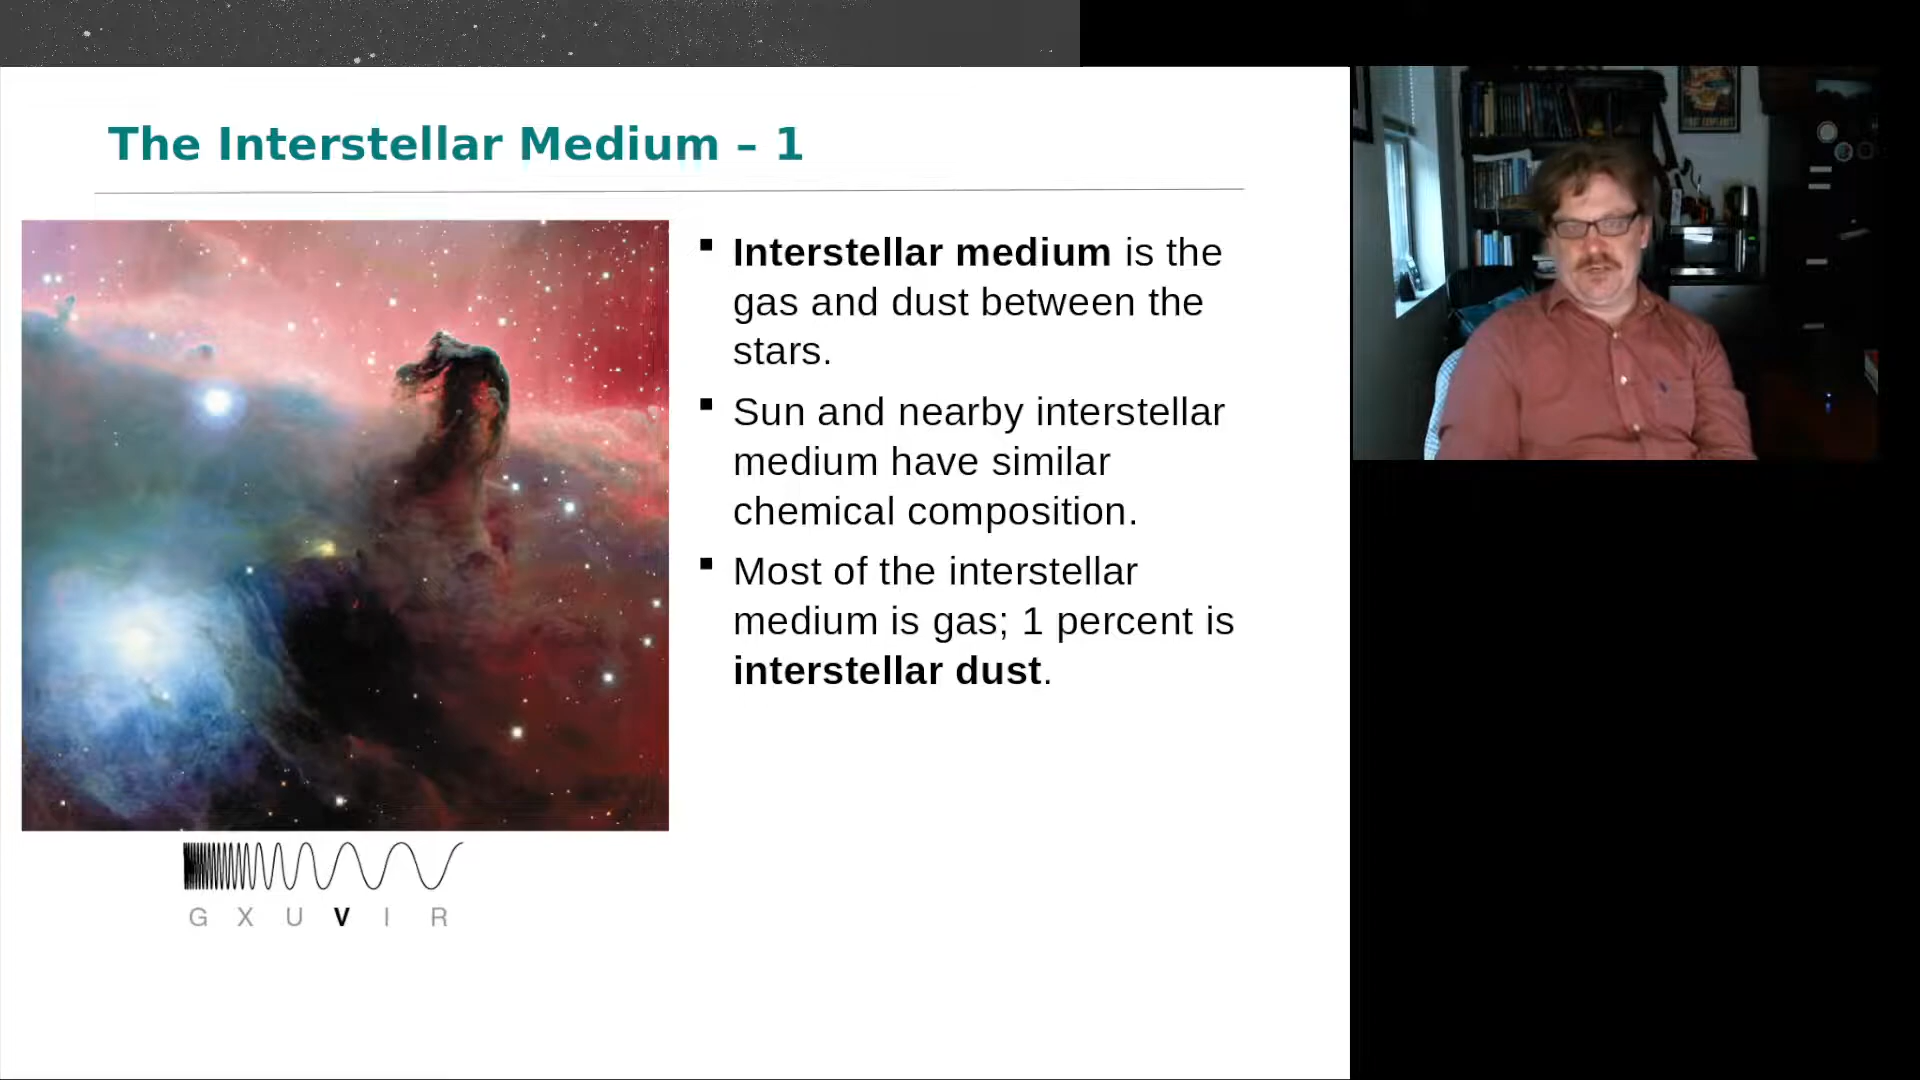 The Interstellar Medium – 1
▪ Interstellar medium is the
gas and dust between the
stars.
▪ Sun and nearby interstellar
medium have similar
chemical composition.
▪ Most of the interstellar
medium is gas; 1 percent is
interstellar dust.
G X U V I R